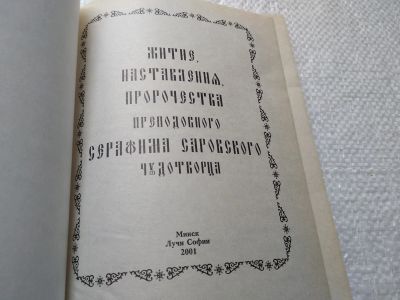 ЖИТИЕ,
НАСТАВЛЕНИЯ,
ПРОРОЧЕСТВА
ПРЕПОДОБНОГО
СЕРАФИМА САРОВСКОГО
ЧУДОТВОРЦА
Минск
Лучи Софии
2001